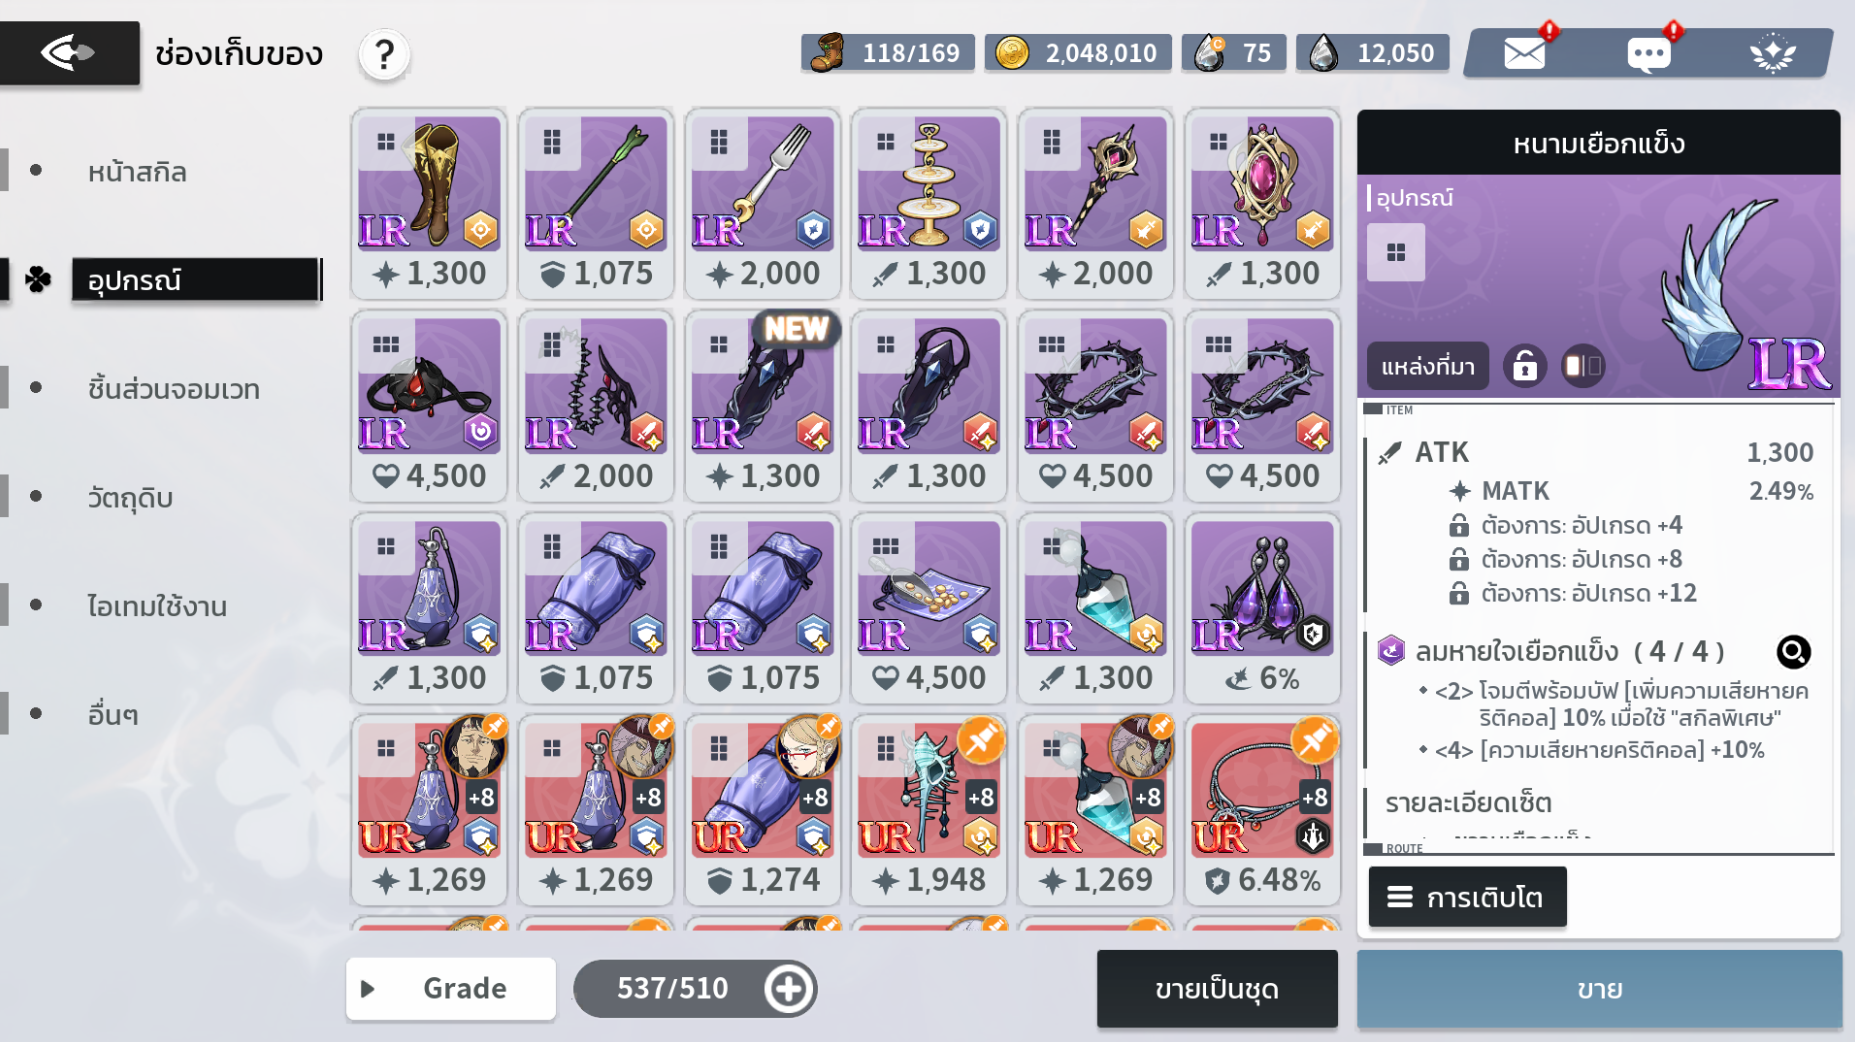 ช่องเก็บของ
?
118/169
2,048,010
75
12,050
หน้าสกิล
อุปกรณ์
ชิ้นส่วนจอมเวท
วัตถุดิบ
ไอเทมใช้งาน
อื่นๆ
LR LR LR LR LR LR
1,300 1,075 2,000 1,300 2,000 1,300
NEW
LR LR LR LR LR LR
4,500 2,000 1,300 1,300 4,500 4,500
LR LR LR LR LR LR
1,300 1,075 1,075 4,500 1,300 6%
+8 +8 +8 +8 +8 +8
UR UR UR UR UR UR
1,269 1,269 1,274 1,948 1,269 6.48%
Grade
537/510
ขายเป็นชุด
ขาย
หนามเยือกแข็ง
อุปกรณ์
แหล่งที่มา
LR
ITEM
ATK 1,300
MATK 2.49%
ต้องการ: อัปเกรด +4
ต้องการ: อัปเกรด +8
ต้องการ: อัปเกรด +12
ลมหายใจเยือกแข็ง ( 4 / 4 )
<2> โจมตีพร้อมบัฟ [เพิ่มความเสียหายค
ริติคอล] 10% เมื่อใช้ "สกิลพิเศษ"
<4> [ความเสียหายคริติคอล] +10%
รายละเอียดเซ็ต
ROUTE
การเติบโต